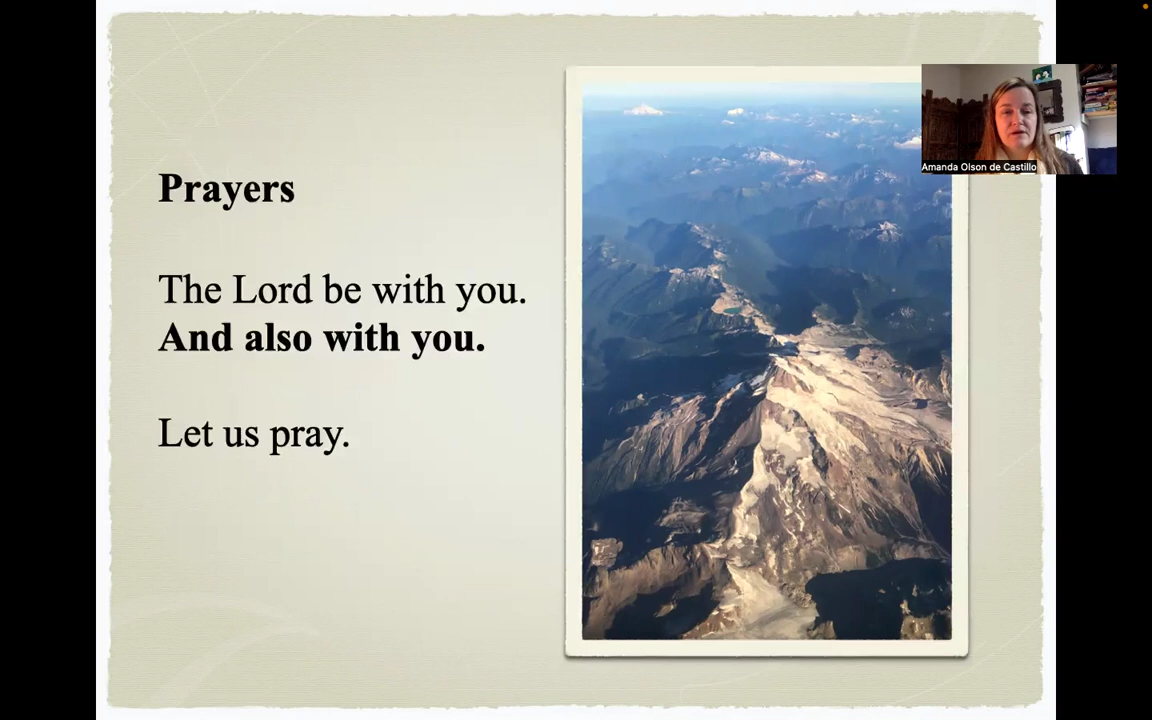 Prayers
The Lord be with you.
And also with you.
Let us pray.
Amanda Olson de Castillo